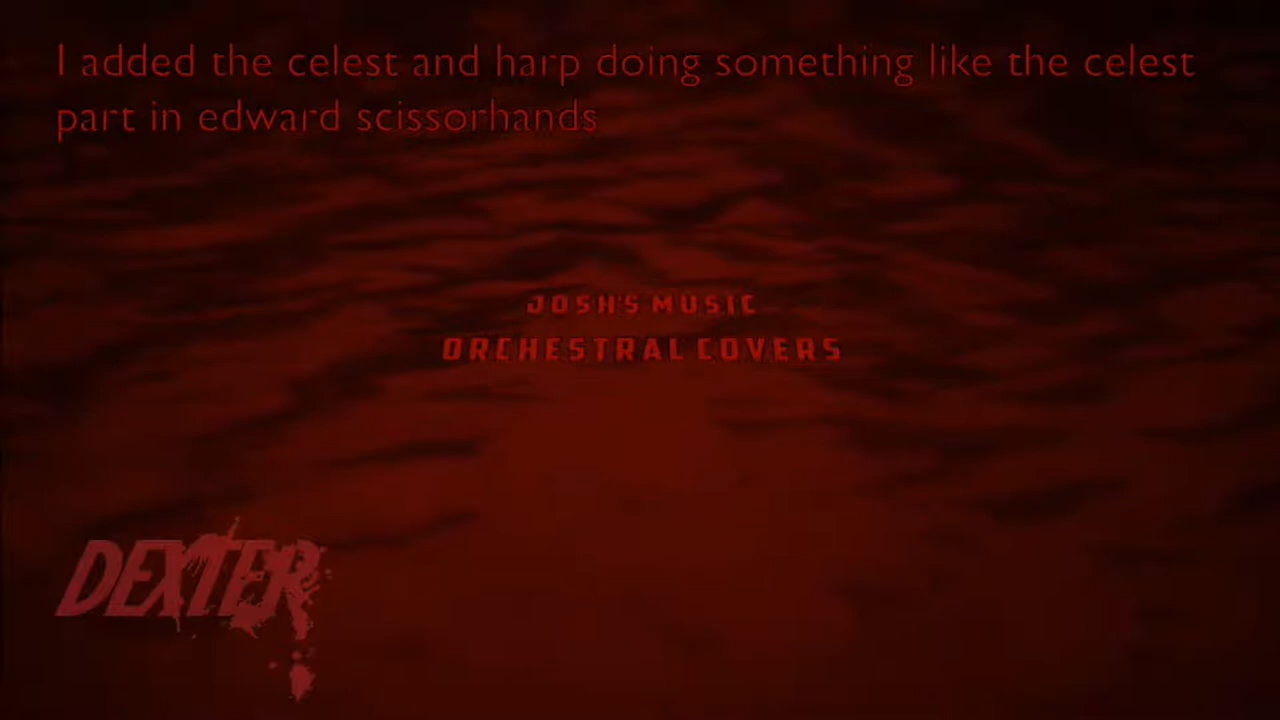 I added the celest and harp doing something like the celest
part in edward scissorhands
JOSH'S MUSIC
ORCHESTRAL COVERS
DEXTER